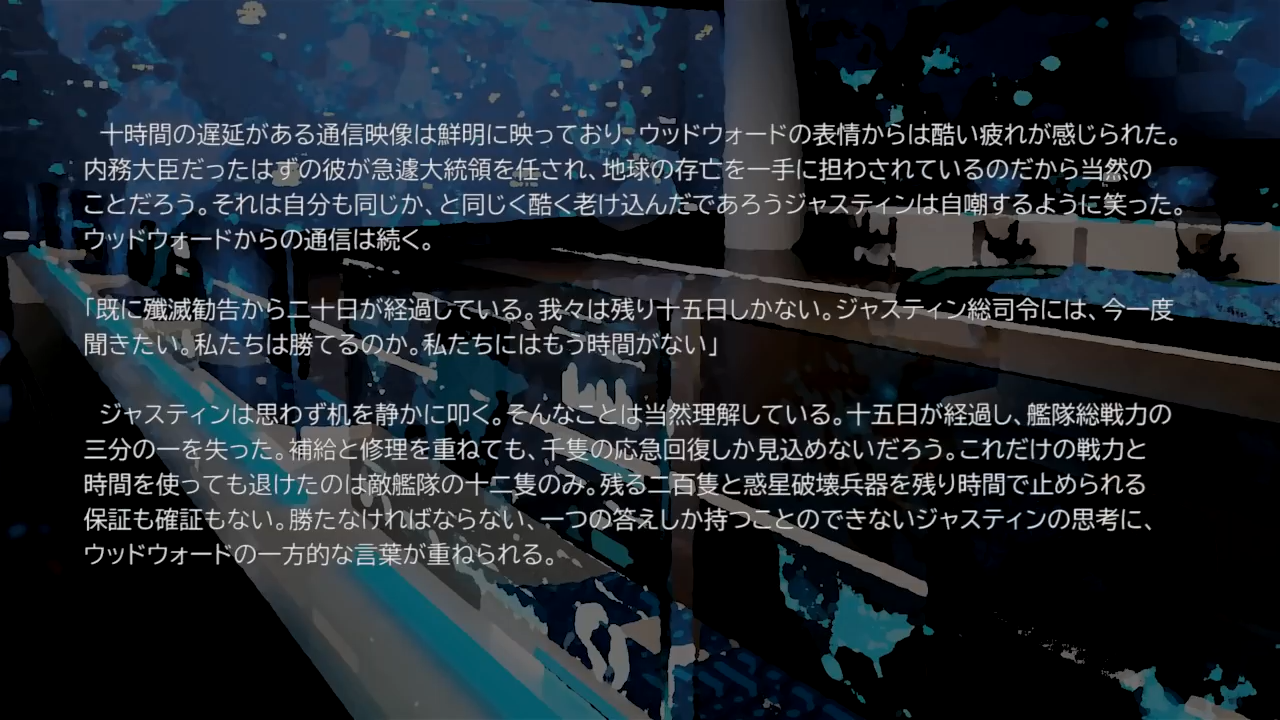 十時間の遅延がある通信映像は鮮明に映っており、ウッドウォードの表情からは酷い疲れが感じられた。
内務大臣だったはずの彼が急遽大統領を任され、地球の存亡を一手に担わされているのだから当然の
ことだろう。それは自分も同じか、と同じく酷く老け込んだであろうジャスティンは自嘲するように笑った。
ウッドウォードからの通信は続く。
「既に殲滅勧告から二十日が経過している。我々は残り十五日しかない。ジャスティン総司令には、今一度
聞きたい。私たちは勝てるのか。私たちにはもう時間がない」
ジャスティンは思わず机を静かに叩く。そんなことは当然理解している。十五日が経過し、艦隊総戦力の
三分の一を失った。補給と修理を重ねても、千隻の応急回復しか見込めないだろう。これだけの戦力と
時間を使っても退けたのは敵艦隊の十二隻のみ。残る二百隻と惑星破壊兵器を残り時間で止められる
保証も確証もない。勝たなければならない、一つの答えしか持つことのできないジャスティンの思考に、
ウッドウォードの一方的な言葉が重ねられる。